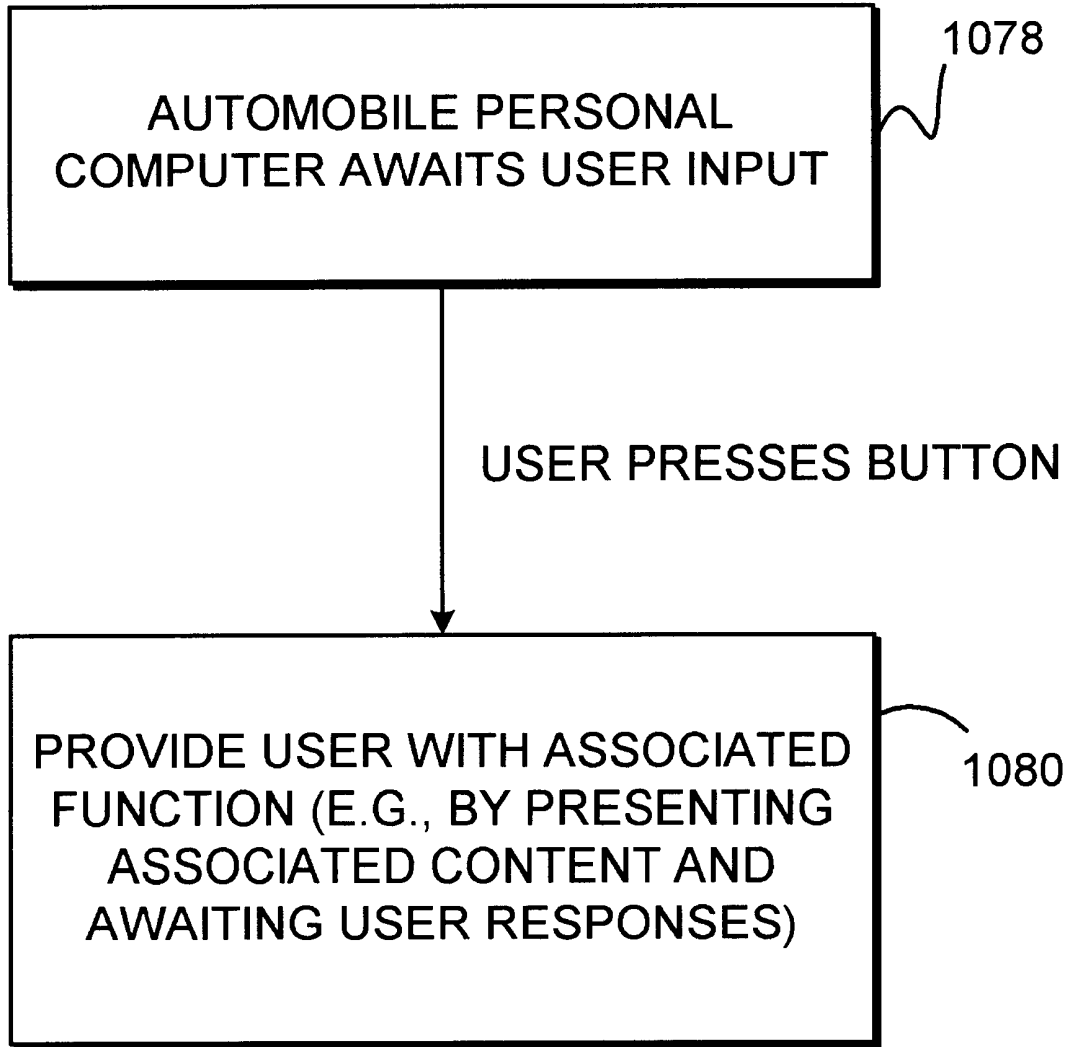 1078
AUTOMOBILE PERSONAL
COMPUTER AWAITS USER INPUT
USER PRESSES BUTTON
PROVIDE USER WITH ASSOCIATED
FUNCTION (E.G., BY PRESENTING
ASSOCIATED CONTENT AND
AWAITING USER RESPONSES)
1080